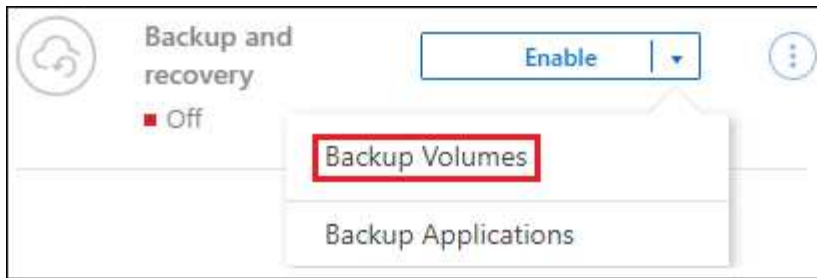 Backup and
recovery
Enable
Off
Backup Volumes
Backup Applications